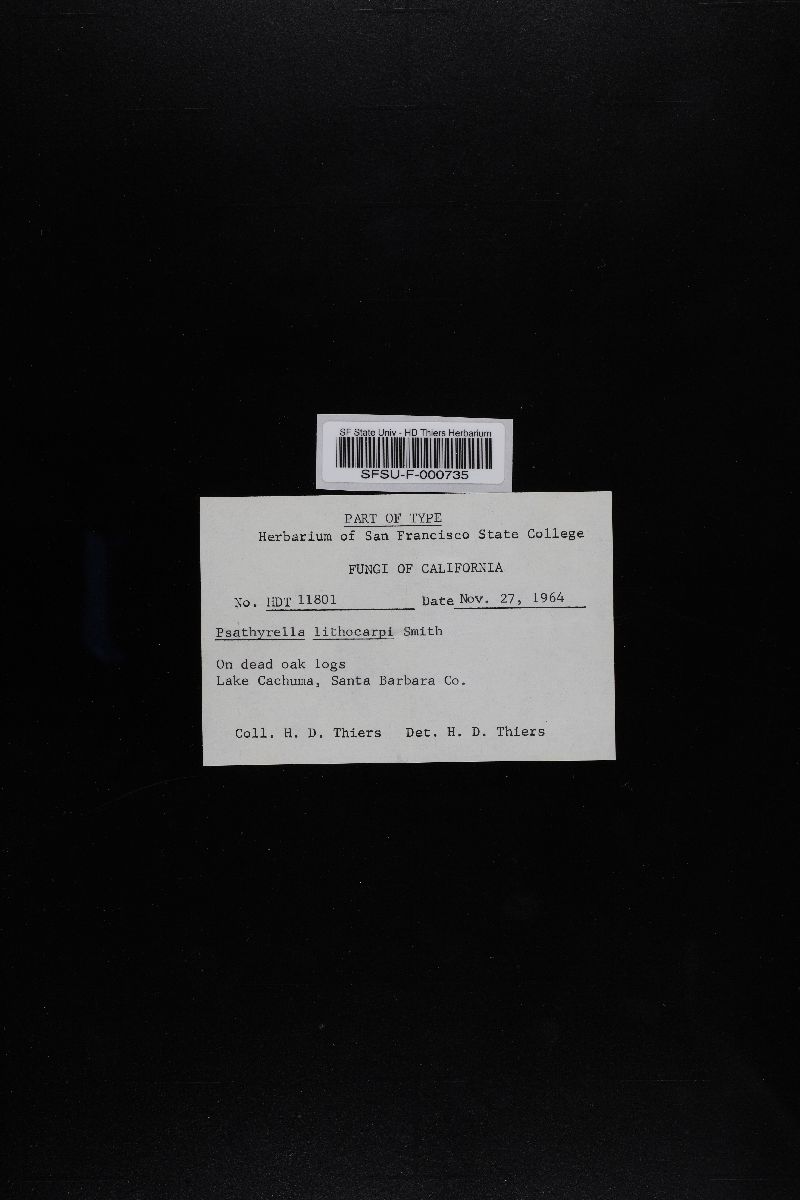 SF State Univ - HD Thiers Herbarium
SFSU-F-000735
PART OF TYPE
Herbarium of San Francisco State College
FUNGI OF CALIFORNIA
No. HDT 11801 Date Nov. 27, 1964
Psathyrella lithocarpi Smith
On dead oak logs
Lake Cachuma, Santa Barbara Co.
Coll. H. D. Thiers Det. H. D. Thiers